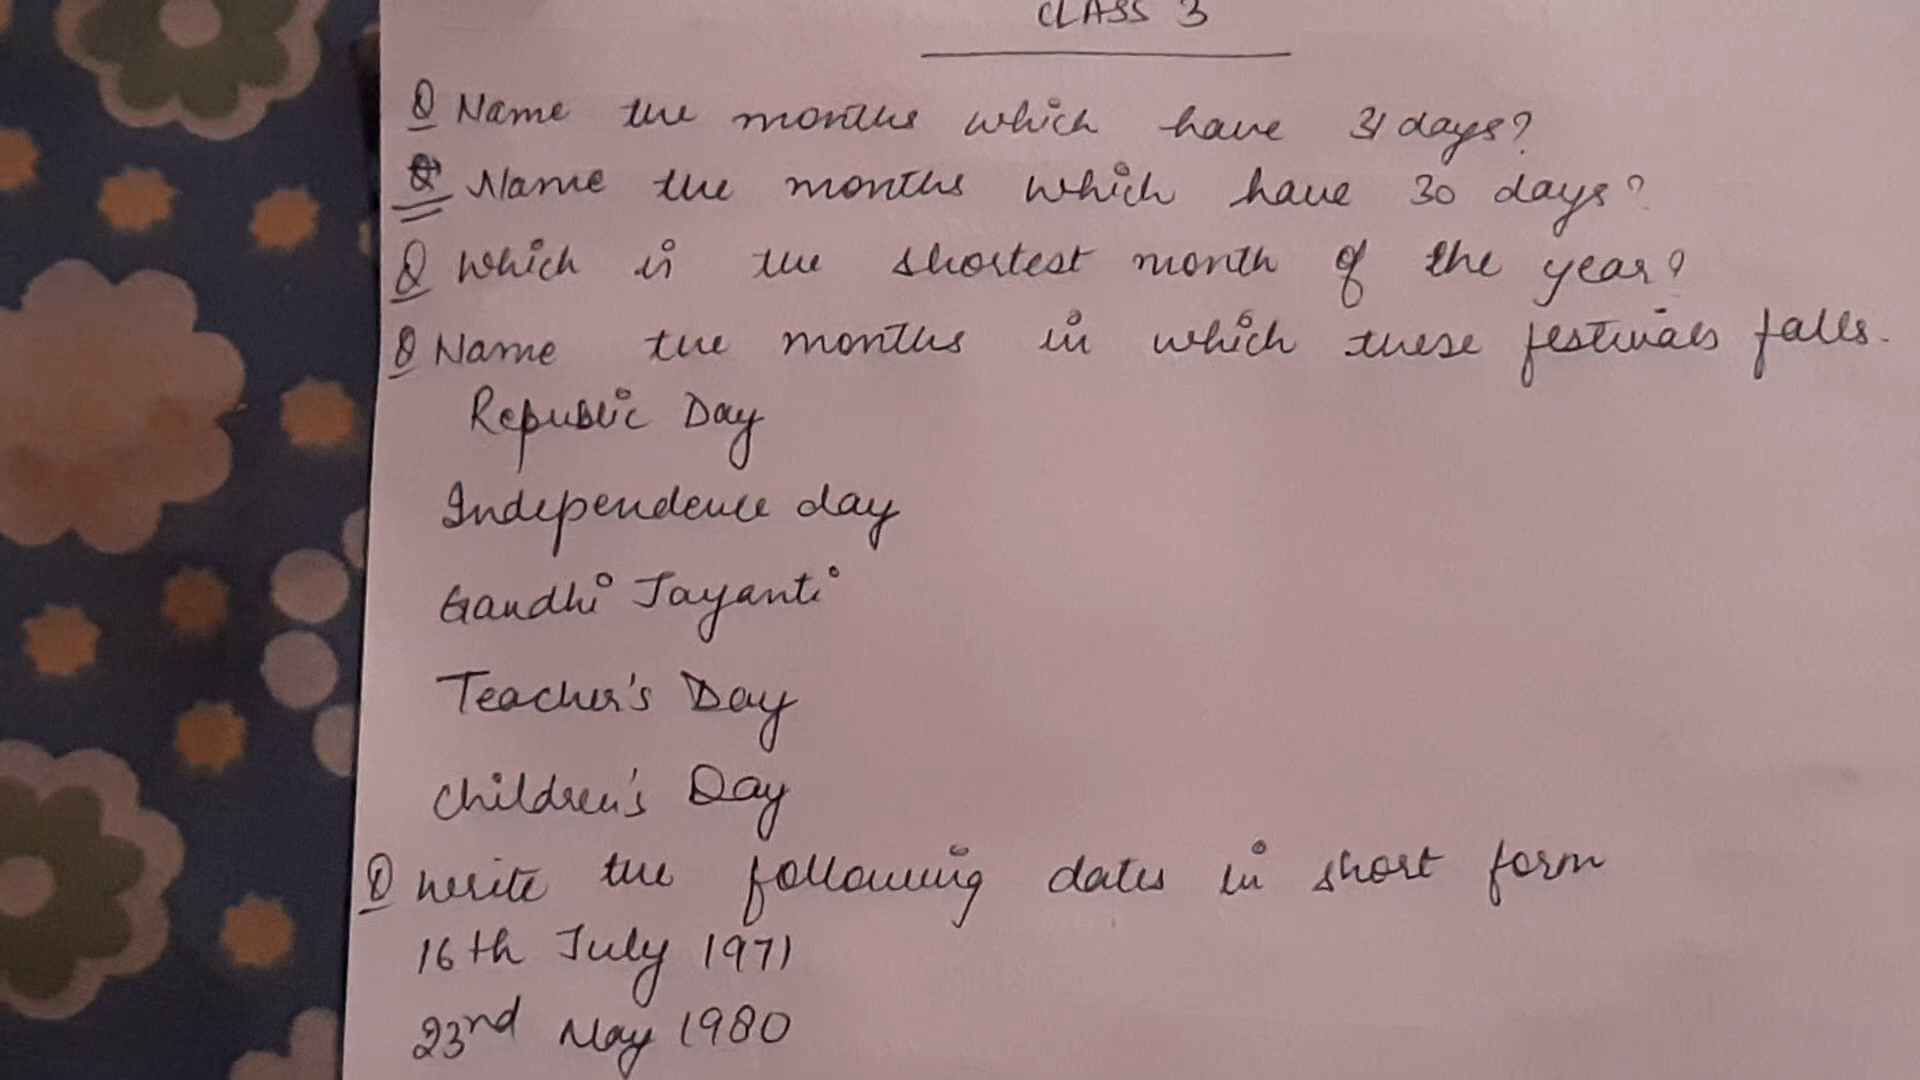 CLASS 3
Q Name the months which have 31 days?
Q Name the months which have 30 days?
Q Which is the shortest month of the year?
Q Name the months in which these festivals falls.
Republic Day
Independence day
Gandhi Jayanti
Teacher's Day
Children's Day
Q Write the following dates in short form
16th July 1971
23rd May 1980